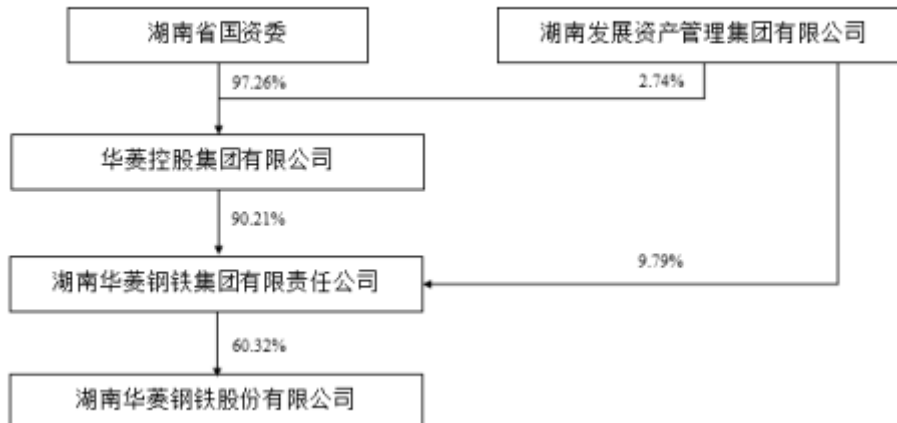 湖南省国资委
湖南发展资产管理集团有限公司
97.26%
2.74%
华菱控股集团有限公司
90.21%
9.79%
湖南华菱钢铁集团有限责任公司
60.32%
湖南华菱钢铁股份有限公司